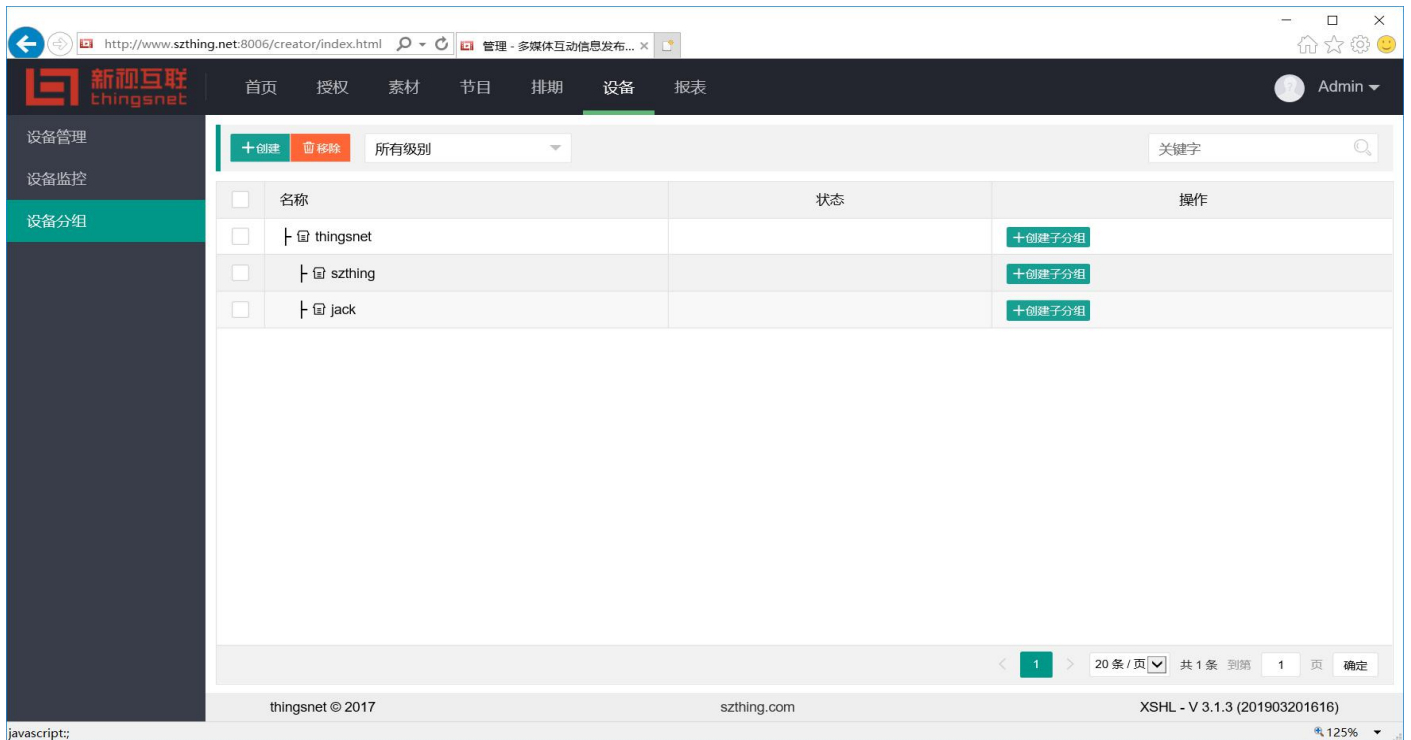 http://www.szthing.net:8006/creator/index.html
管理 - 多媒体互动信息发布...
新视互联
thingsnet
首页 授权 素材 节目 排期 设备 报表
Admin
设备管理
设备监控
设备分组
创建 移除 所有级别 关键字
名称 状态 操作
thingsnet 创建子分组
szthing 创建子分组
jack 创建子分组
1 20 条 / 页 共 1 条 到第 1 页 确定
thingsnet © 2017 szthing.com XSHL - V 3.1.3 (201903201616)
javascript:; 125%